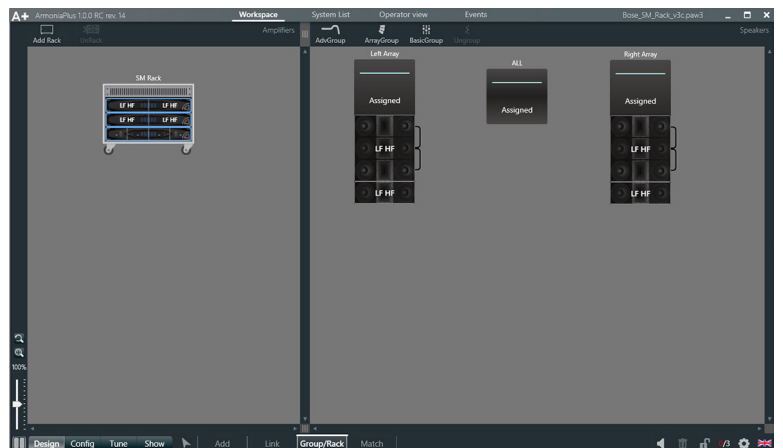 A+ ArmoniaPlus 1.0.0 RC rev. 14 Workspace System List Operator view Events Bose_SM_Rack_v3c.paw3
Add Rack UnRack Amplifiers AdvGroup ArrayGroup BasicGroup Ungroup Speakers
Left Array ALL Right Array
SM Rack
Assigned Assigned Assigned
LF HF LF HF
LF HF LF HF
LF HF LF HF
LF HF LF HF
100%
Design Config Tune Show Add Link Group/Rack Match 0/3